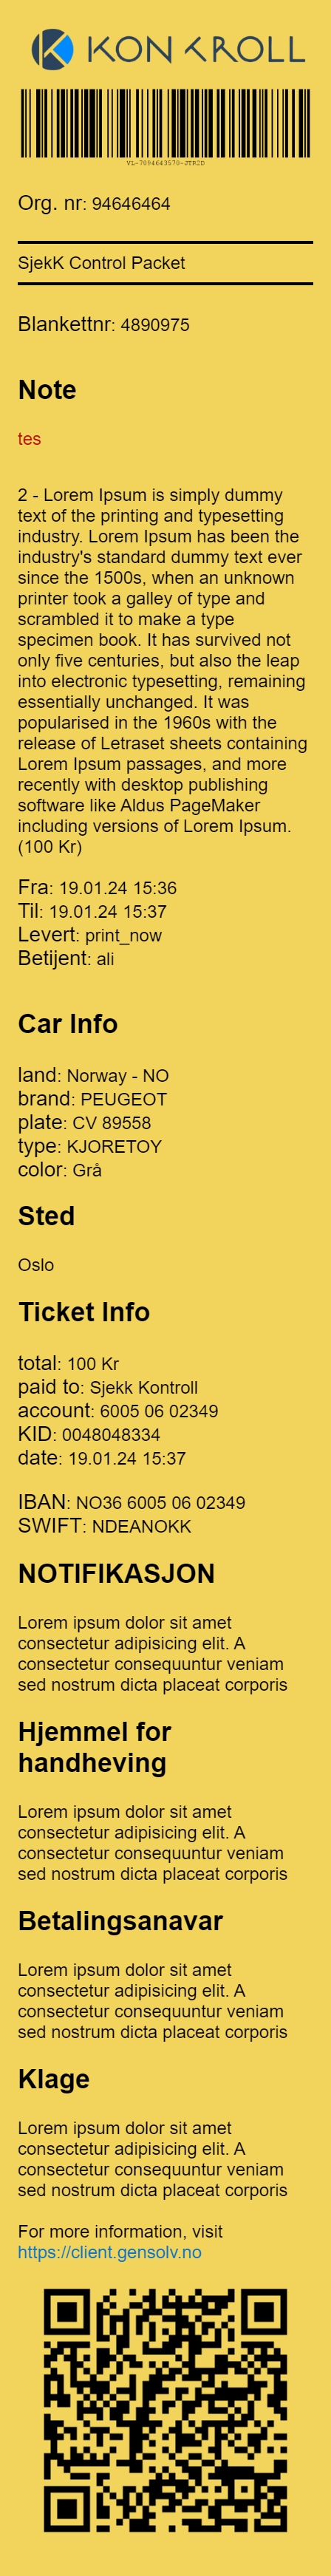 KONTROLL
VL-7094643570-JTR2D
Org. nr: 94646464
SjekK Control Packet
Blankettnr: 4890975
Note
tes
2 - Lorem Ipsum is simply dummy
text of the printing and typesetting
industry. Lorem Ipsum has been the
industry's standard dummy text ever
since the 1500s, when an unknown
printer took a galley of type and
scrambled it to make a type
specimen book. It has survived not
only five centuries, but also the leap
into electronic typesetting, remaining
essentially unchanged. It was
popularised in the 1960s with the
release of Letraset sheets containing
Lorem Ipsum passages, and more
recently with desktop publishing
software like Aldus PageMaker
including versions of Lorem Ipsum.
(100 Kr)
Fra: 19.01.24 15:36
Til: 19.01.24 15:37
Levert: print_now
Betijent: ali
Car Info
land: Norway - NO
brand: PEUGEOT
plate: CV 89558
type: KJORETOY
color: Grå
Sted
Oslo
Ticket Info
total: 100 Kr
paid to: Sjekk Kontroll
account: 6005 06 02349
KID: 0048048334
date: 19.01.24 15:37
IBAN: NO36 6005 06 02349
SWIFT: NDEANOKK
NOTIFIKASJON
Lorem ipsum dolor sit amet
consectetur adipisicing elit. A
consectetur consequuntur veniam
sed nostrum dicta placeat corporis
Hjemmel for
handheving
Lorem ipsum dolor sit amet
consectetur adipisicing elit. A
consectetur consequuntur veniam
sed nostrum dicta placeat corporis
Betalingsanavar
Lorem ipsum dolor sit amet
consectetur adipisicing elit. A
consectetur consequuntur veniam
sed nostrum dicta placeat corporis
Klage
Lorem ipsum dolor sit amet
consectetur adipisicing elit. A
consectetur consequuntur veniam
sed nostrum dicta placeat corporis
For more information, visit
https://client.gensolv.no